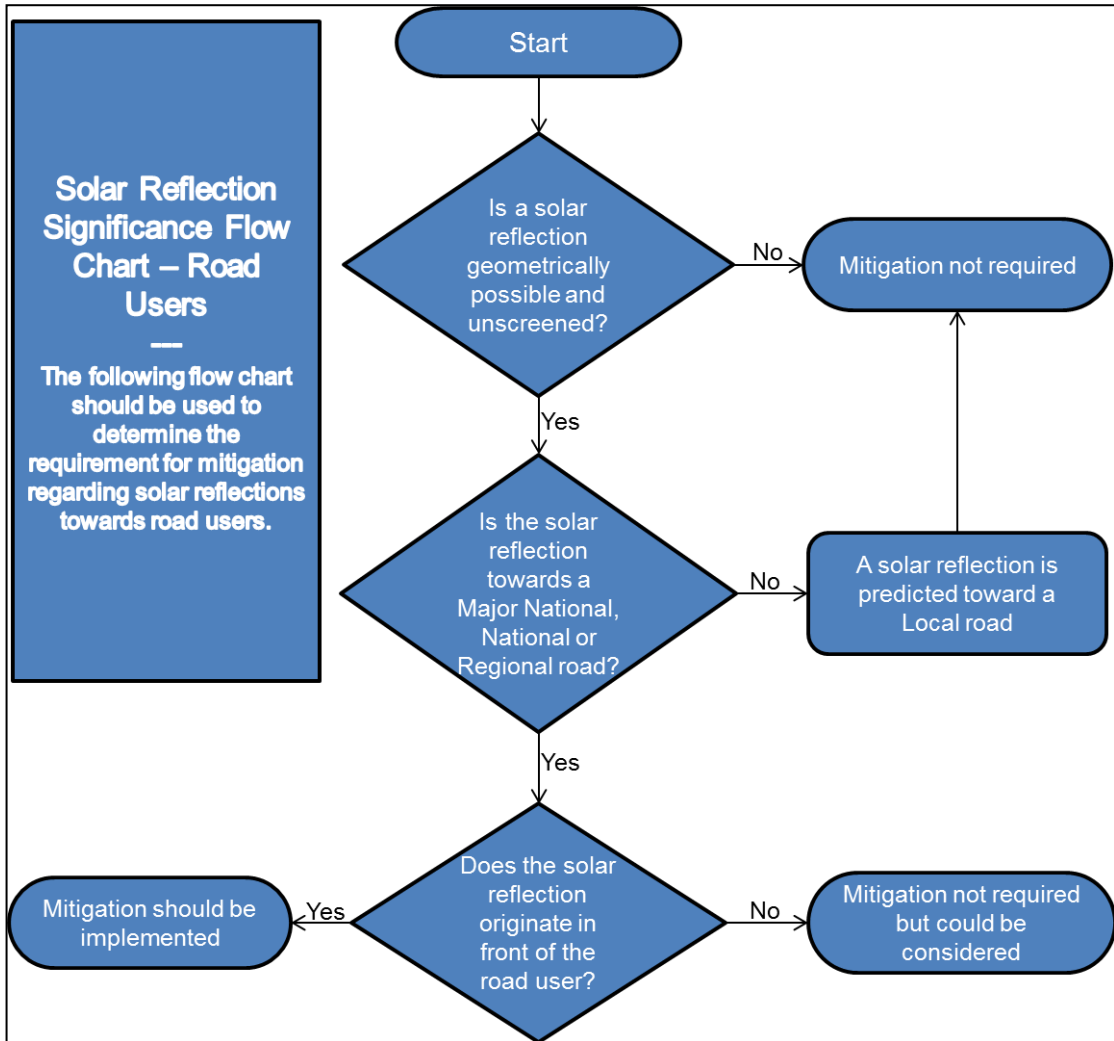 Solar Reflection
Significance Flow
Chart – Road
Users
---
The following flow chart
should be used to
determine the
requirement for mitigation
regarding solar reflections
towards road users.
Start
Is a solar
reflection
geometrically
possible and
unscreened?
No
Mitigation not required
Yes
Is the solar
reflection
towards a
Major National,
National or
Regional road?
No
A solar reflection is
predicted toward a
Local road
Yes
Does the solar
reflection
originate in
front of the
road user?
Yes
Mitigation should be
implemented
No
Mitigation not required
but could be
considered